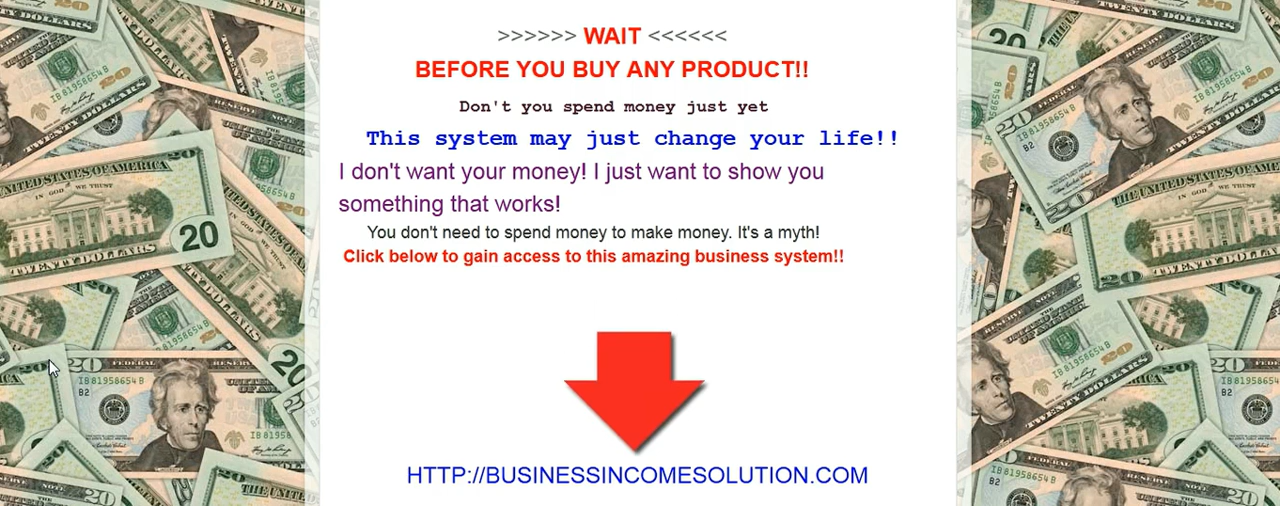 >>>>>> WAIT <<<<<<
BEFORE YOU BUY ANY PRODUCT!!
Don't you spend money just yet
This system may just change your life!!
I don't want your money! I just want to show you
something that works!
You don't need to spend money to make money. It's a myth!
Click below to gain access to this amazing business system!!
HTTP://BUSINESSINCOMESOLUTION.COM